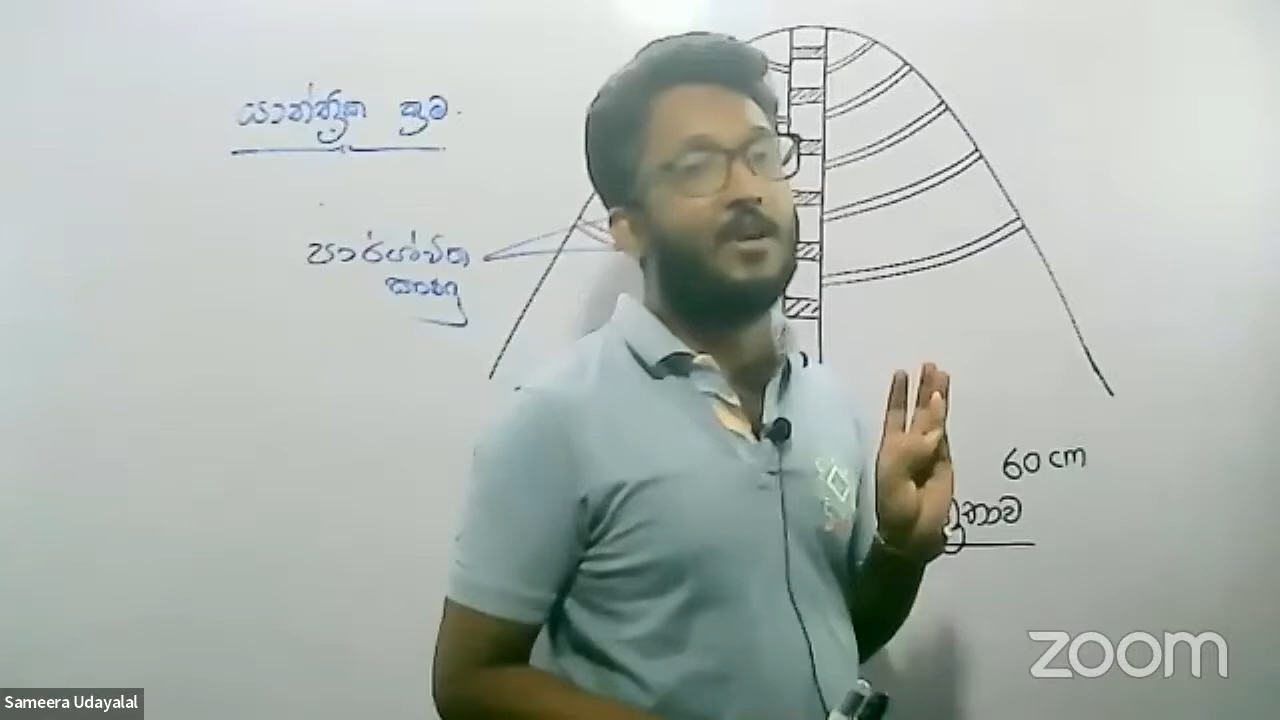 යාන්ත්‍රික ක්‍රම
පාර්ශ්වික
කාණු
60 cm
zoom
Sameera Udayalal